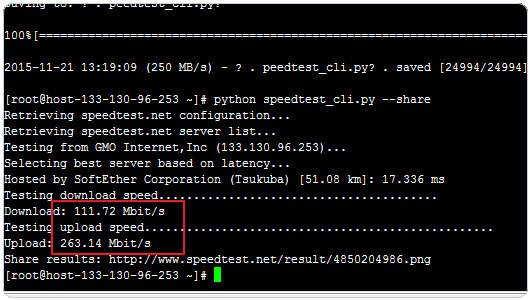 100%[=============================================================
2015-11-21 13:19:09 (250 MB/s) - ? . peedtest_cli.py? . saved [24994/24994]
[root@host-133-130-96-253 ~]# python speedtest_cli.py --share
Retrieving speedtest.net configuration...
Retrieving speedtest.net server list...
Testing from GMO Internet,Inc (133.130.96.253)...
Selecting best server based on latency...
Hosted by SoftEther Corporation (Tsukuba) [51.08 km]: 17.336 ms
Testing download speed........................................
Download: 111.72 Mbit/s
Testing upload speed..................................................
Upload: 263.14 Mbit/s
Share results: http://www.speedtest.net/result/4850204986.png
[root@host-133-130-96-253 ~]#